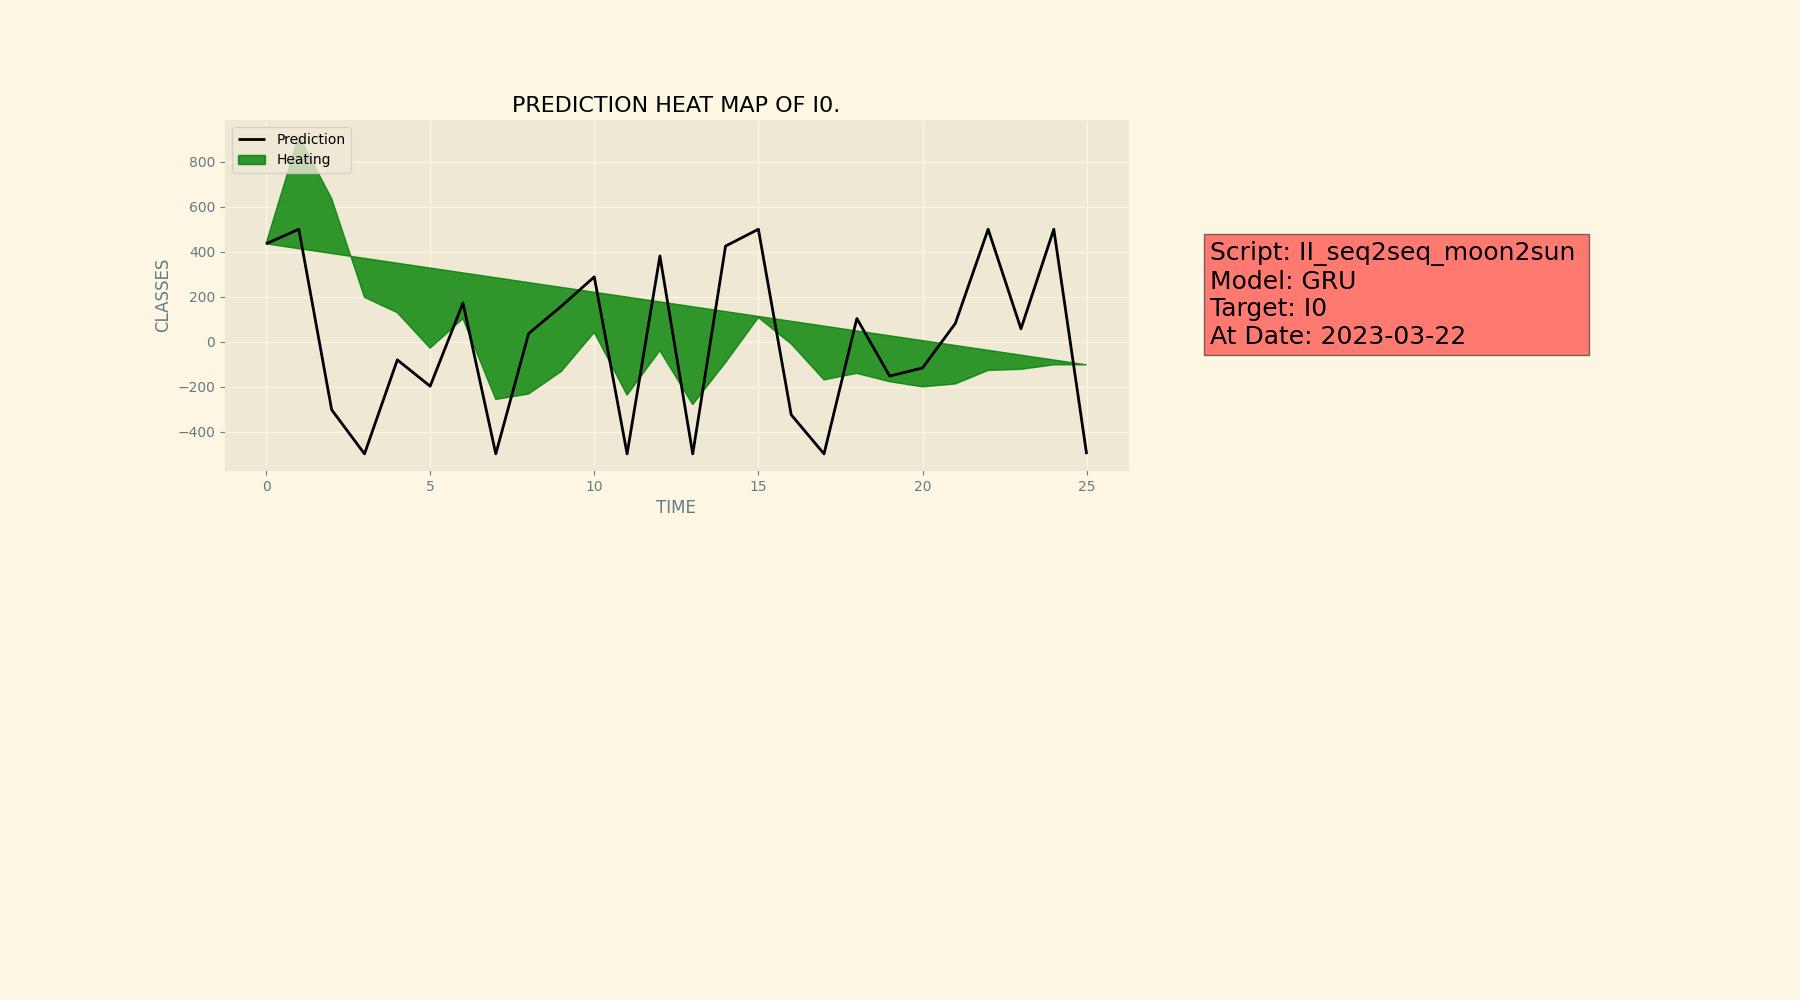 PREDICTION HEAT MAP OF I0.
Prediction
Heating
800
600
400
200
0
−200
−400
CLASSES
0 5 10 15 20 25
TIME
Script: II_seq2seq_moon2sun
Model: GRU
Target: I0
At Date: 2023-03-22